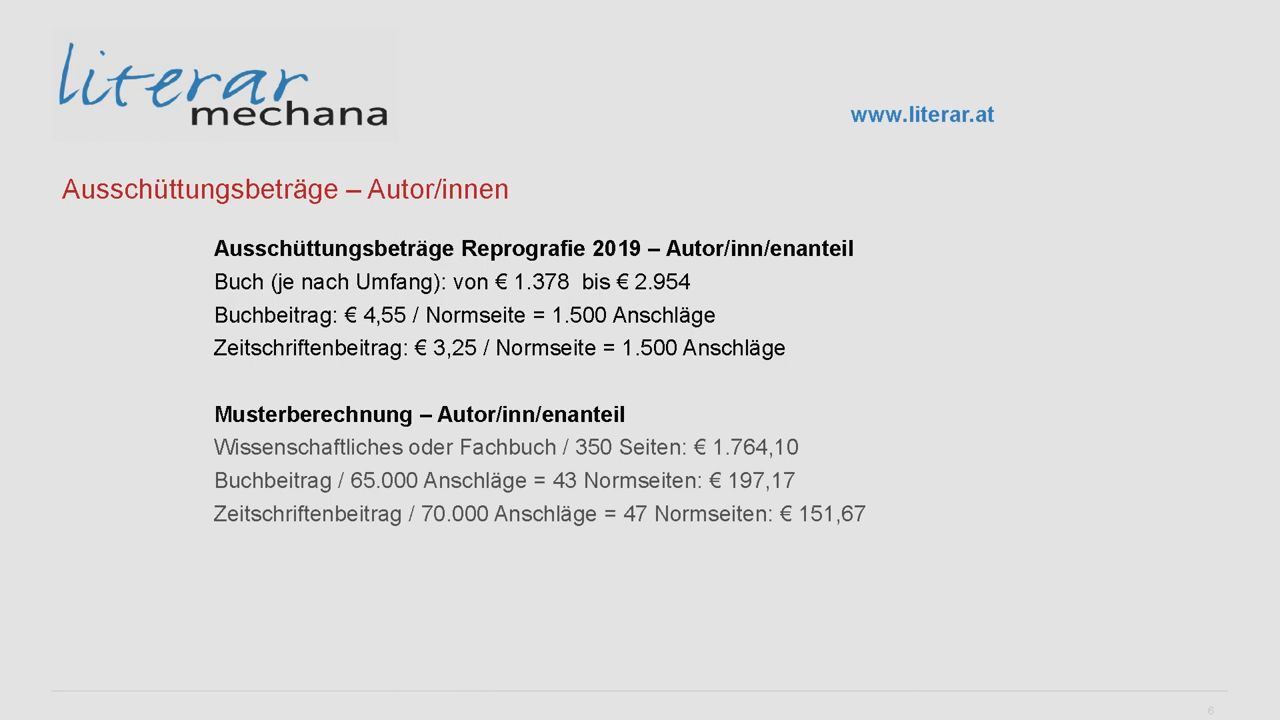 literar
mechana
www.literar.at
Ausschüttungsbeträge – Autor/innen
Ausschüttungsbeträge Reprografie 2019 – Autor/inn/enanteil
Buch (je nach Umfang): von € 1.378 bis € 2.954
Buchbeitrag: € 4,55 / Normseite = 1.500 Anschläge
Zeitschriftenbeitrag: € 3,25 / Normseite = 1.500 Anschläge
Musterberechnung – Autor/inn/enanteil
Wissenschaftliches oder Fachbuch / 350 Seiten: € 1.764,10
Buchbeitrag / 65.000 Anschläge = 43 Normseiten: € 197,17
Zeitschriftenbeitrag / 70.000 Anschläge = 47 Normseiten: € 151,67
6